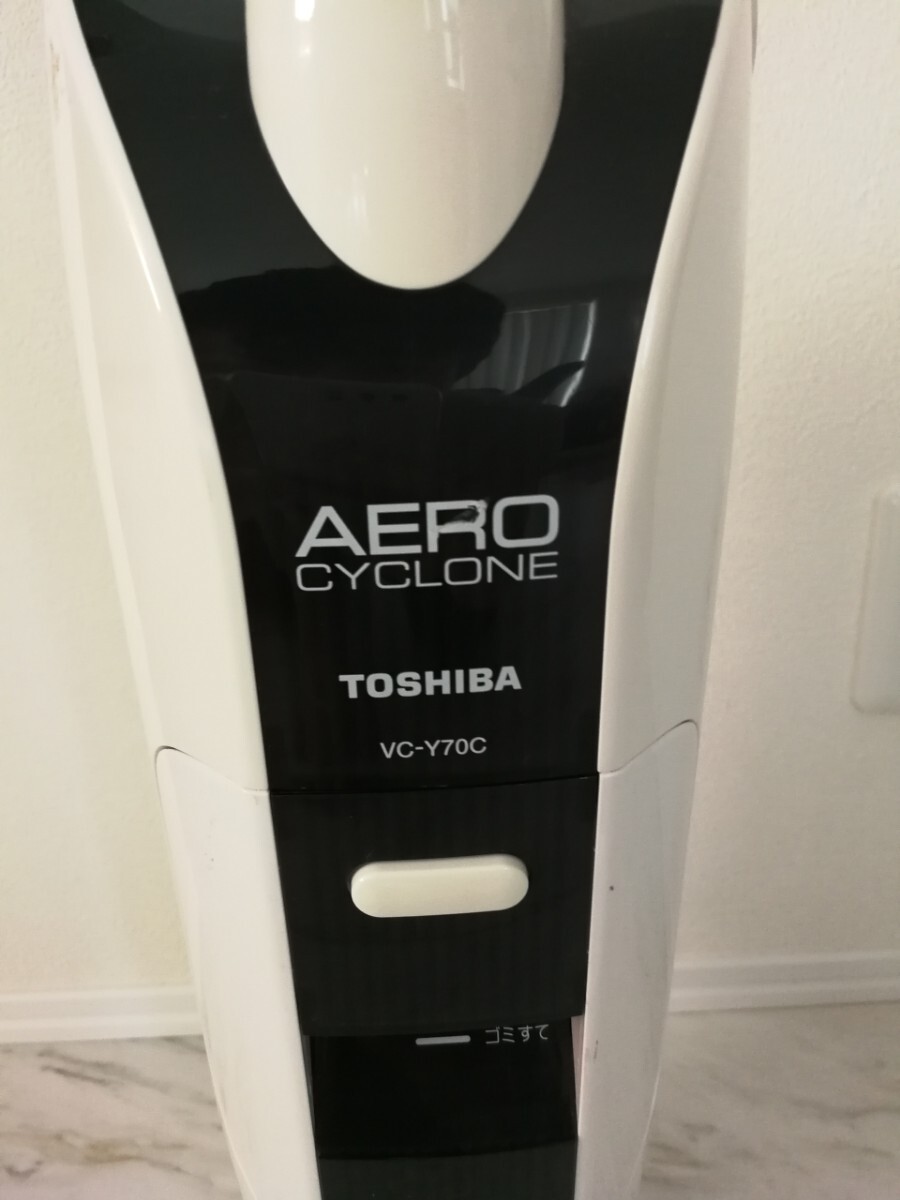 AERO
CYCLONE
TOSHIBA
VC-Y70C
ゴミすて